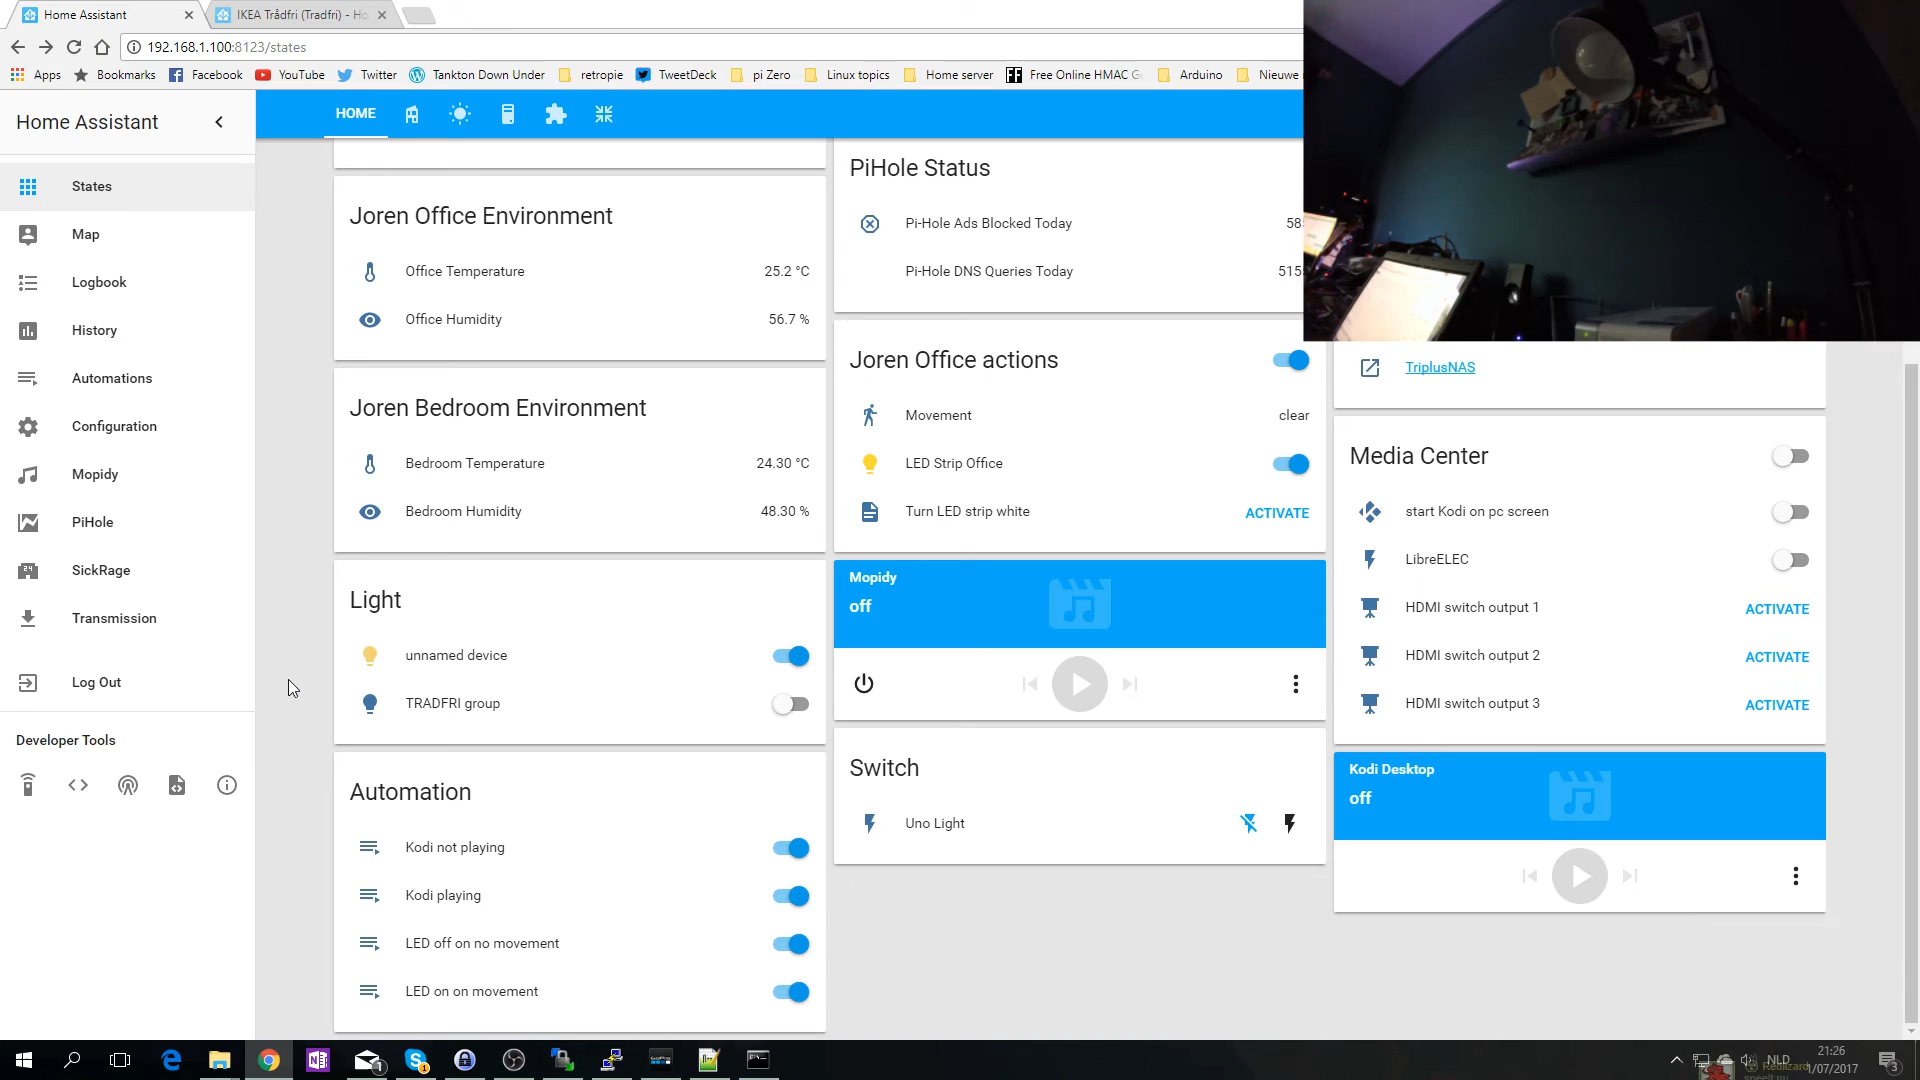 Home Assistant
IKEA Trådfri (Tradfri) - Ho
192.168.1.100:8123/states
Apps
Bookmarks
Facebook
YouTube
Twitter
Tankton Down Under
retropie
TweetDeck
pi Zero
Linux topics
Home server
Free Online HMAC Ge
Arduino
Nieuwe
Home Assistant
HOME
States
Map
Logbook
History
Automations
Configuration
Mopidy
PiHole
SickRage
Transmission
Log Out
Developer Tools
Joren Office Environment
Office Temperature 25.2 °C
Office Humidity 56.7 %
Joren Bedroom Environment
Bedroom Temperature 24.30 °C
Bedroom Humidity 48.30 %
Light
unnamed device
TRADFRI group
Automation
Kodi not playing
Kodi playing
LED off on no movement
LED on on movement
PiHole Status
Pi-Hole Ads Blocked Today 585
Pi-Hole DNS Queries Today 5155
Joren Office actions
Movement clear
LED Strip Office
Turn LED strip white ACTIVATE
Mopidy
off
Switch
Uno Light
TriplusNAS
Media Center
start Kodi on pc screen
LibreELEC
HDMI switch output 1 ACTIVATE
HDMI switch output 2 ACTIVATE
HDMI switch output 3 ACTIVATE
Kodi Desktop
off
NLD
21:26
1/07/2017